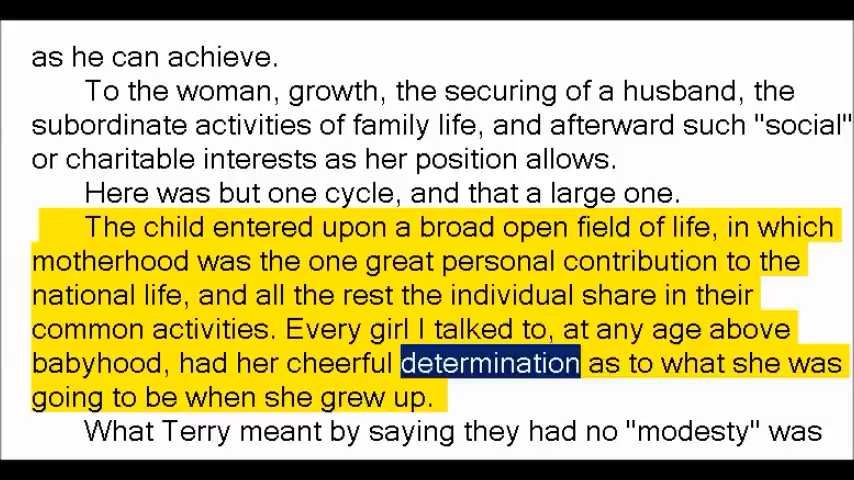 as he can achieve.
To the woman, growth, the securing of a husband, the
subordinate activities of family life, and afterward such "social"
or charitable interests as her position allows.
Here was but one cycle, and that a large one.
The child entered upon a broad open field of life, in which
motherhood was the one great personal contribution to the
national life, and all the rest the individual share in their
common activities. Every girl I talked to, at any age above
babyhood, had her cheerful determination as to what she was
going to be when she grew up.
What Terry meant by saying they had no "modesty" was